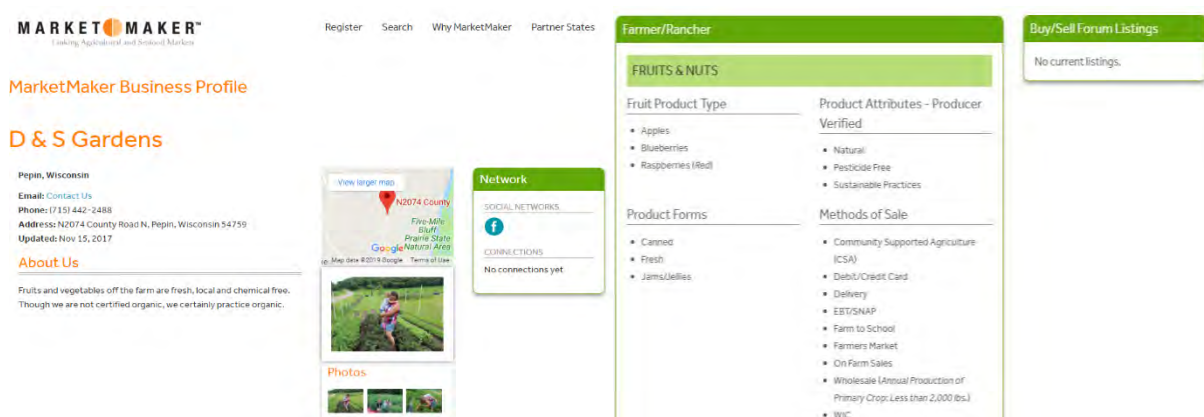 MARKET MAKER™
Linking Agricultural and Seafood Markets
Register Search Why MarketMaker Partner States
MarketMaker Business Profile
D & S Gardens
Pepin, Wisconsin
Email: Contact Us
Phone: (715) 442-2488
Address: N2074 County Road N, Pepin, Wisconsin 54759
Updated: Nov 15, 2017
About Us
Fruits and vegetables off the farm are fresh, local and chemical free.
Though we are not certified organic, we certainly practice organic.
View larger map
N2074 County
Five-Mile
Bluff
Prairie State
Natural Area
Google
Map data ©2019 Google Terms of Use
Photos
Network
SOCIAL NETWORKS
f
CONNECTIONS
No connections yet
Farmer/Rancher
FRUITS & NUTS
Fruit Product Type
• Apples
• Blueberries
• Raspberries (Red)
Product Attributes - Producer
Verified
• Natural
• Pesticide Free
• Sustainable Practices
Product Forms
• Canned
• Fresh
• Jams/Jellies
Methods of Sale
• Community Supported Agriculture
(CSA)
• Debit/Credit Card
• Delivery
• EBT/SNAP
• Farm to School
• Farmers Market
• On Farm Sales
• Wholesale (Annual Production of
Primary Crop: Less than 2,000 lbs.)
• WIC
Buy/Sell Forum Listings
No current listings.